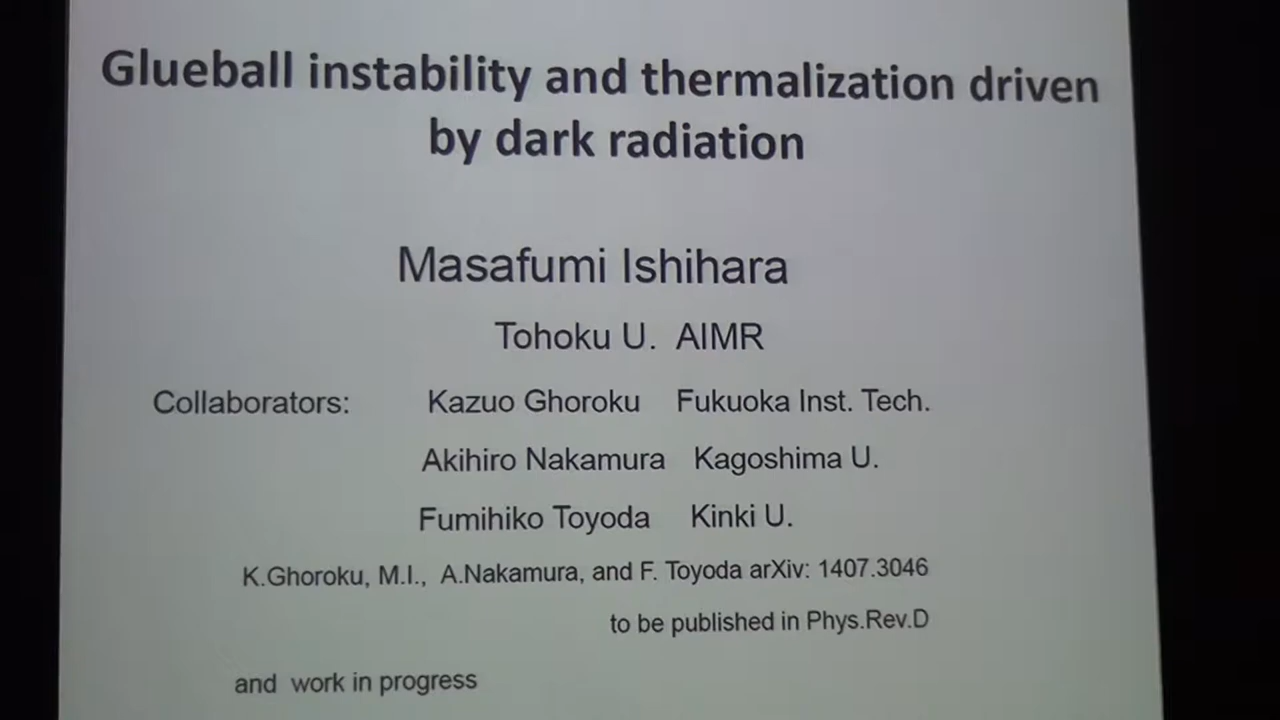 Glueball instability and thermalization driven
by dark radiation
Masafumi Ishihara
Tohoku U. AIMR
Collaborators: Kazuo Ghoroku Fukuoka Inst. Tech.
Akihiro Nakamura Kagoshima U.
Fumihiko Toyoda Kinki U.
K.Ghoroku, M.I., A.Nakamura, and F. Toyoda arXiv: 1407.3046
to be published in Phys.Rev.D
and work in progress